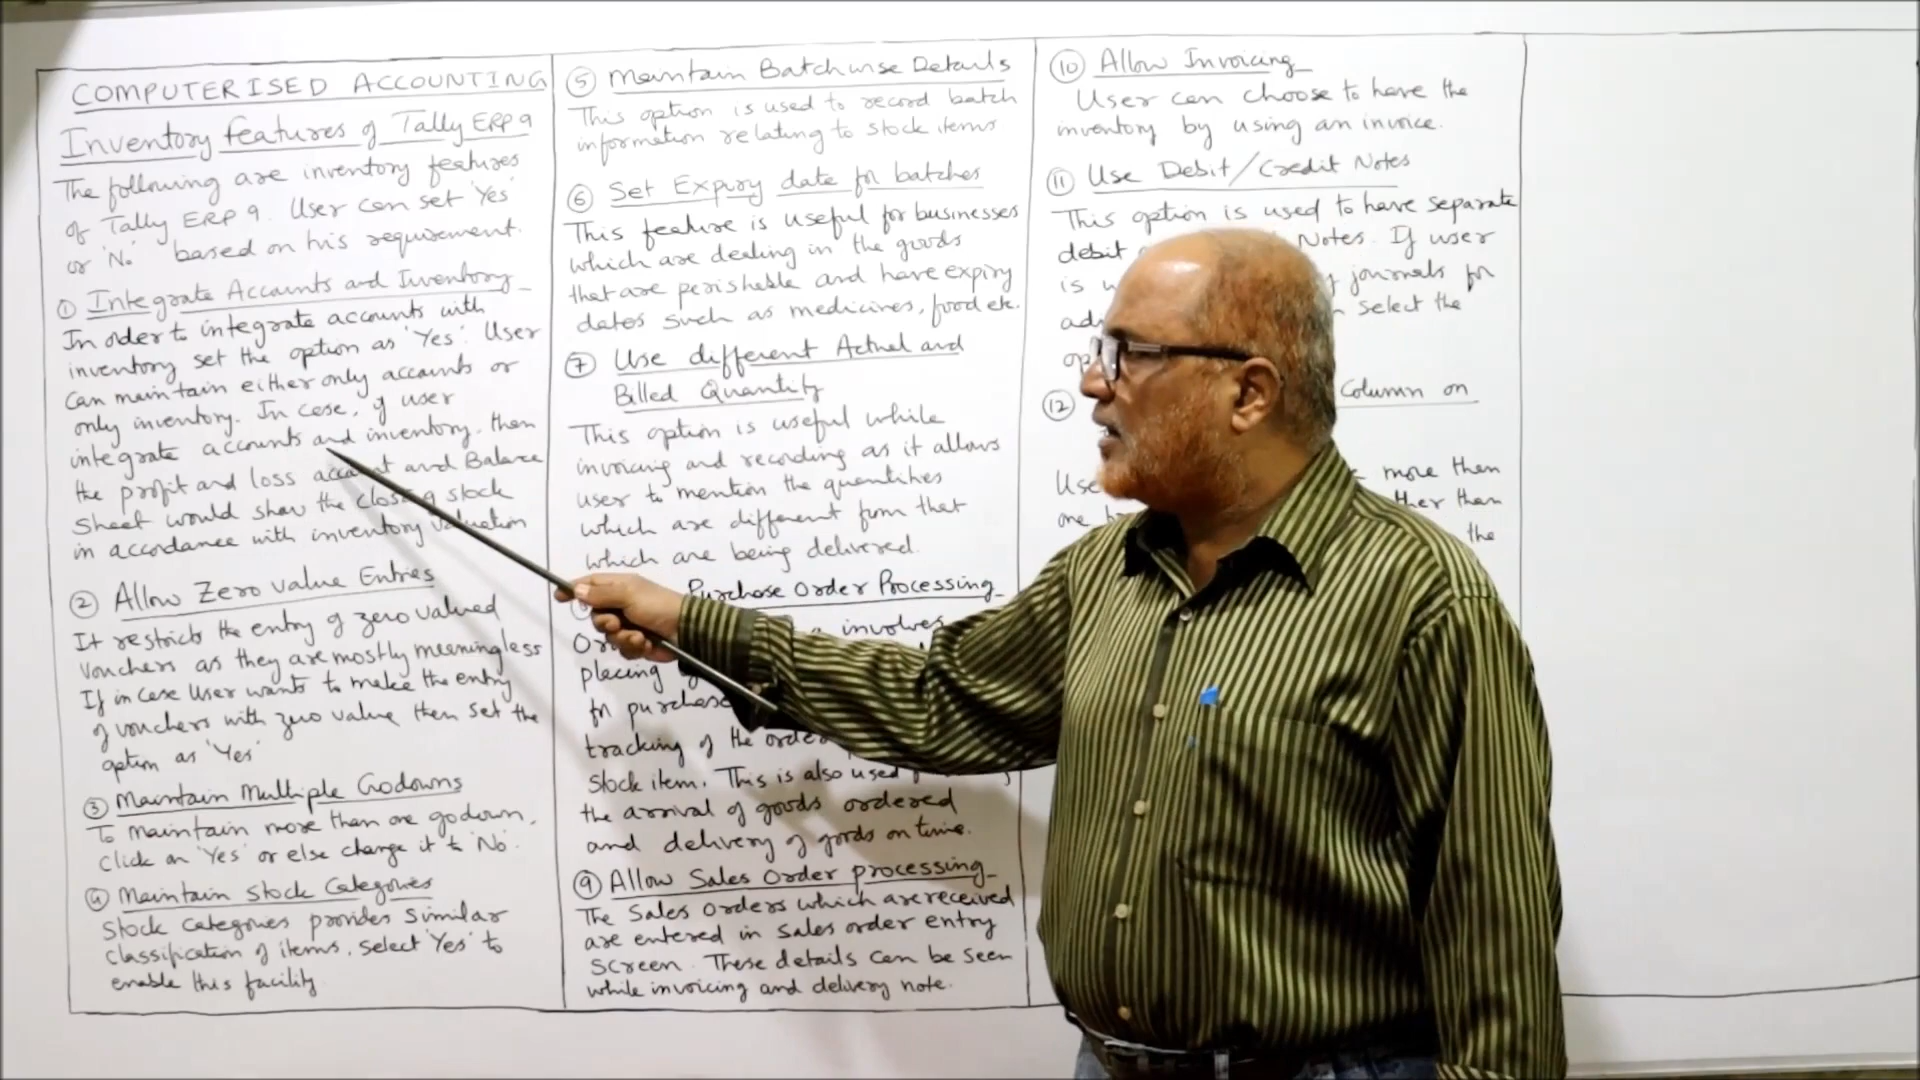 COMPUTERISED ACCOUNTING
Inventory features of Tally ERP 9
The following are inventory features
of Tally ERP 9. User can set 'Yes'
or 'No' based on his requirement.
① Integrate Accounts and Inventory
In order to integrate accounts with
inventory set the option as 'Yes'. User
can maintain either only accounts or
only inventory. In case, if user
integrate accounts and inventory, then
the profit and loss account and Balance
Sheet would show the closing stock
in accordance with inventory valuation
② Allow Zero value Entries
It restricts the entry of zero valued
vouchers as they are mostly meaningless
If in case User wants to make the entry
of vouchers with zero value then set the
option as 'Yes'
③ Maintain Multiple Godowns
To maintain more than one godown,
click on 'Yes' or else change it to 'No'.
④ Maintain Stock Categories
Stock categories provides similar
classification of items. Select 'Yes' to
enable this facility
⑤ Maintain Batchwise Details
This option is used to record batch
information relating to stock items
⑥ Set Expiry date for batches
This feature is useful for businesses
which are dealing in the goods
that are perishable and have expiry
dates such as medicines, food etc.
⑦ Use different Actual and
Billed Quantity
This option is useful while
invoicing and recording as it allows
user to mention the quantities
which are different from that
which are being delivered.
Purchase Order Processing
involves
placing
for purchase
tracking of the order
stock item. This is also used
the arrival of goods ordered
and delivery of goods on time.
⑨ Allow Sales Order processing
The Sales Orders which are received
are entered in sales order entry
screen. These details can be seen
while invoicing and delivery note.
⑩ Allow Invoicing
User can choose to have the
inventory by using an invoice.
⑪ Use Debit/Credit Notes
This option is used to have separate
debit Notes. If user
is journals for
select the
⑫ Column on
Use more than
one than
the